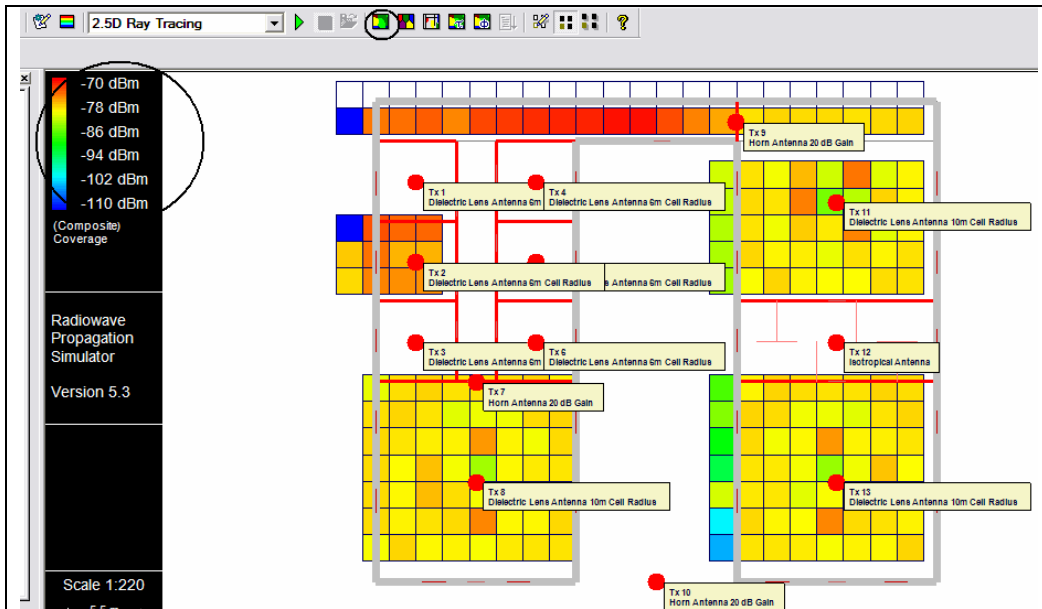 2.5D Ray Tracing
-70 dBm
-78 dBm
-86 dBm
-94 dBm
-102 dBm
-110 dBm
(Composite)
Coverage
Radiowave
Propagation
Simulator
Version 5.3
Scale 1:220
Tx 9
Horn Antenna 20 dB Gain
Tx 1
Dielectric Lens Antenna 6m
Tx 4
Dielectric Lens Antenna 6m Cell Radius
Tx 11
Dielectric Lens Antenna 10m Cell Radius
Tx 2
Dielectric Lens Antenna 6m Cell Radius
Antenna 6m Cell Radius
Tx 3
Dielectric Lens Antenna 6m
Tx 6
Dielectric Lens Antenna 6m Cell Radius
Tx 12
Isotropical Antenna
Tx 7
Horn Antenna 20 dB Gain
Tx 8
Dielectric Lens Antenna 10m Cell Radius
Tx 13
Dielectric Lens Antenna 10m Cell Radius
Tx 10
Horn Antenna 20 dB Gain